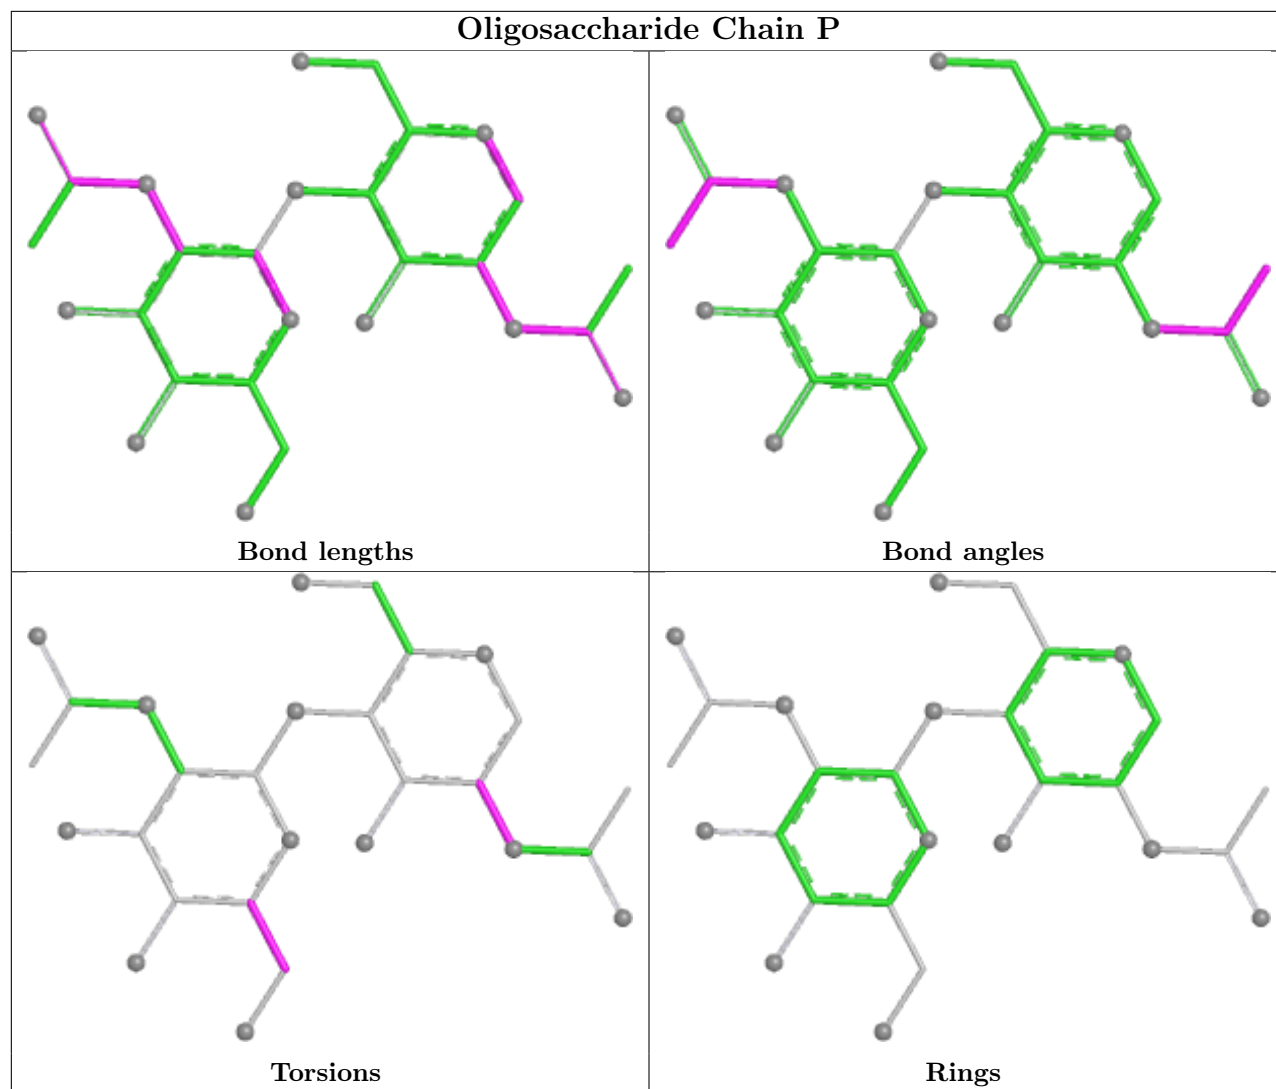 Oligosaccharide Chain P
Bond lengths
Bond angles
Torsions
Rings